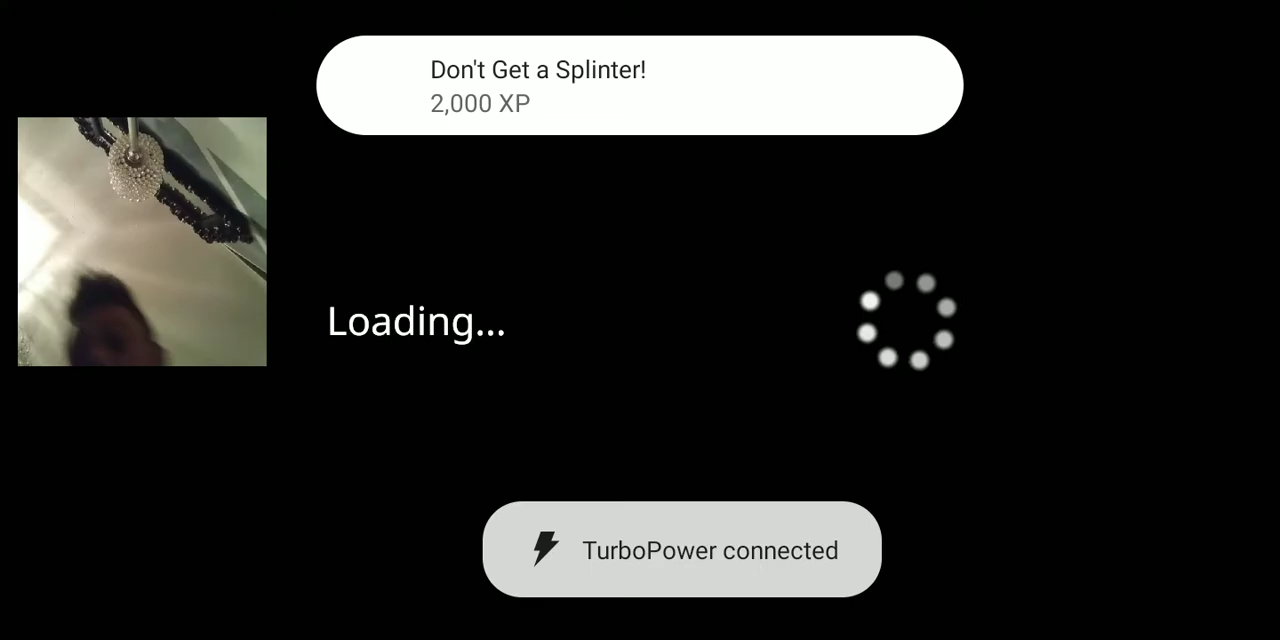 Don't Get a Splinter!
2,000 XP
Loading...
TurboPower connected